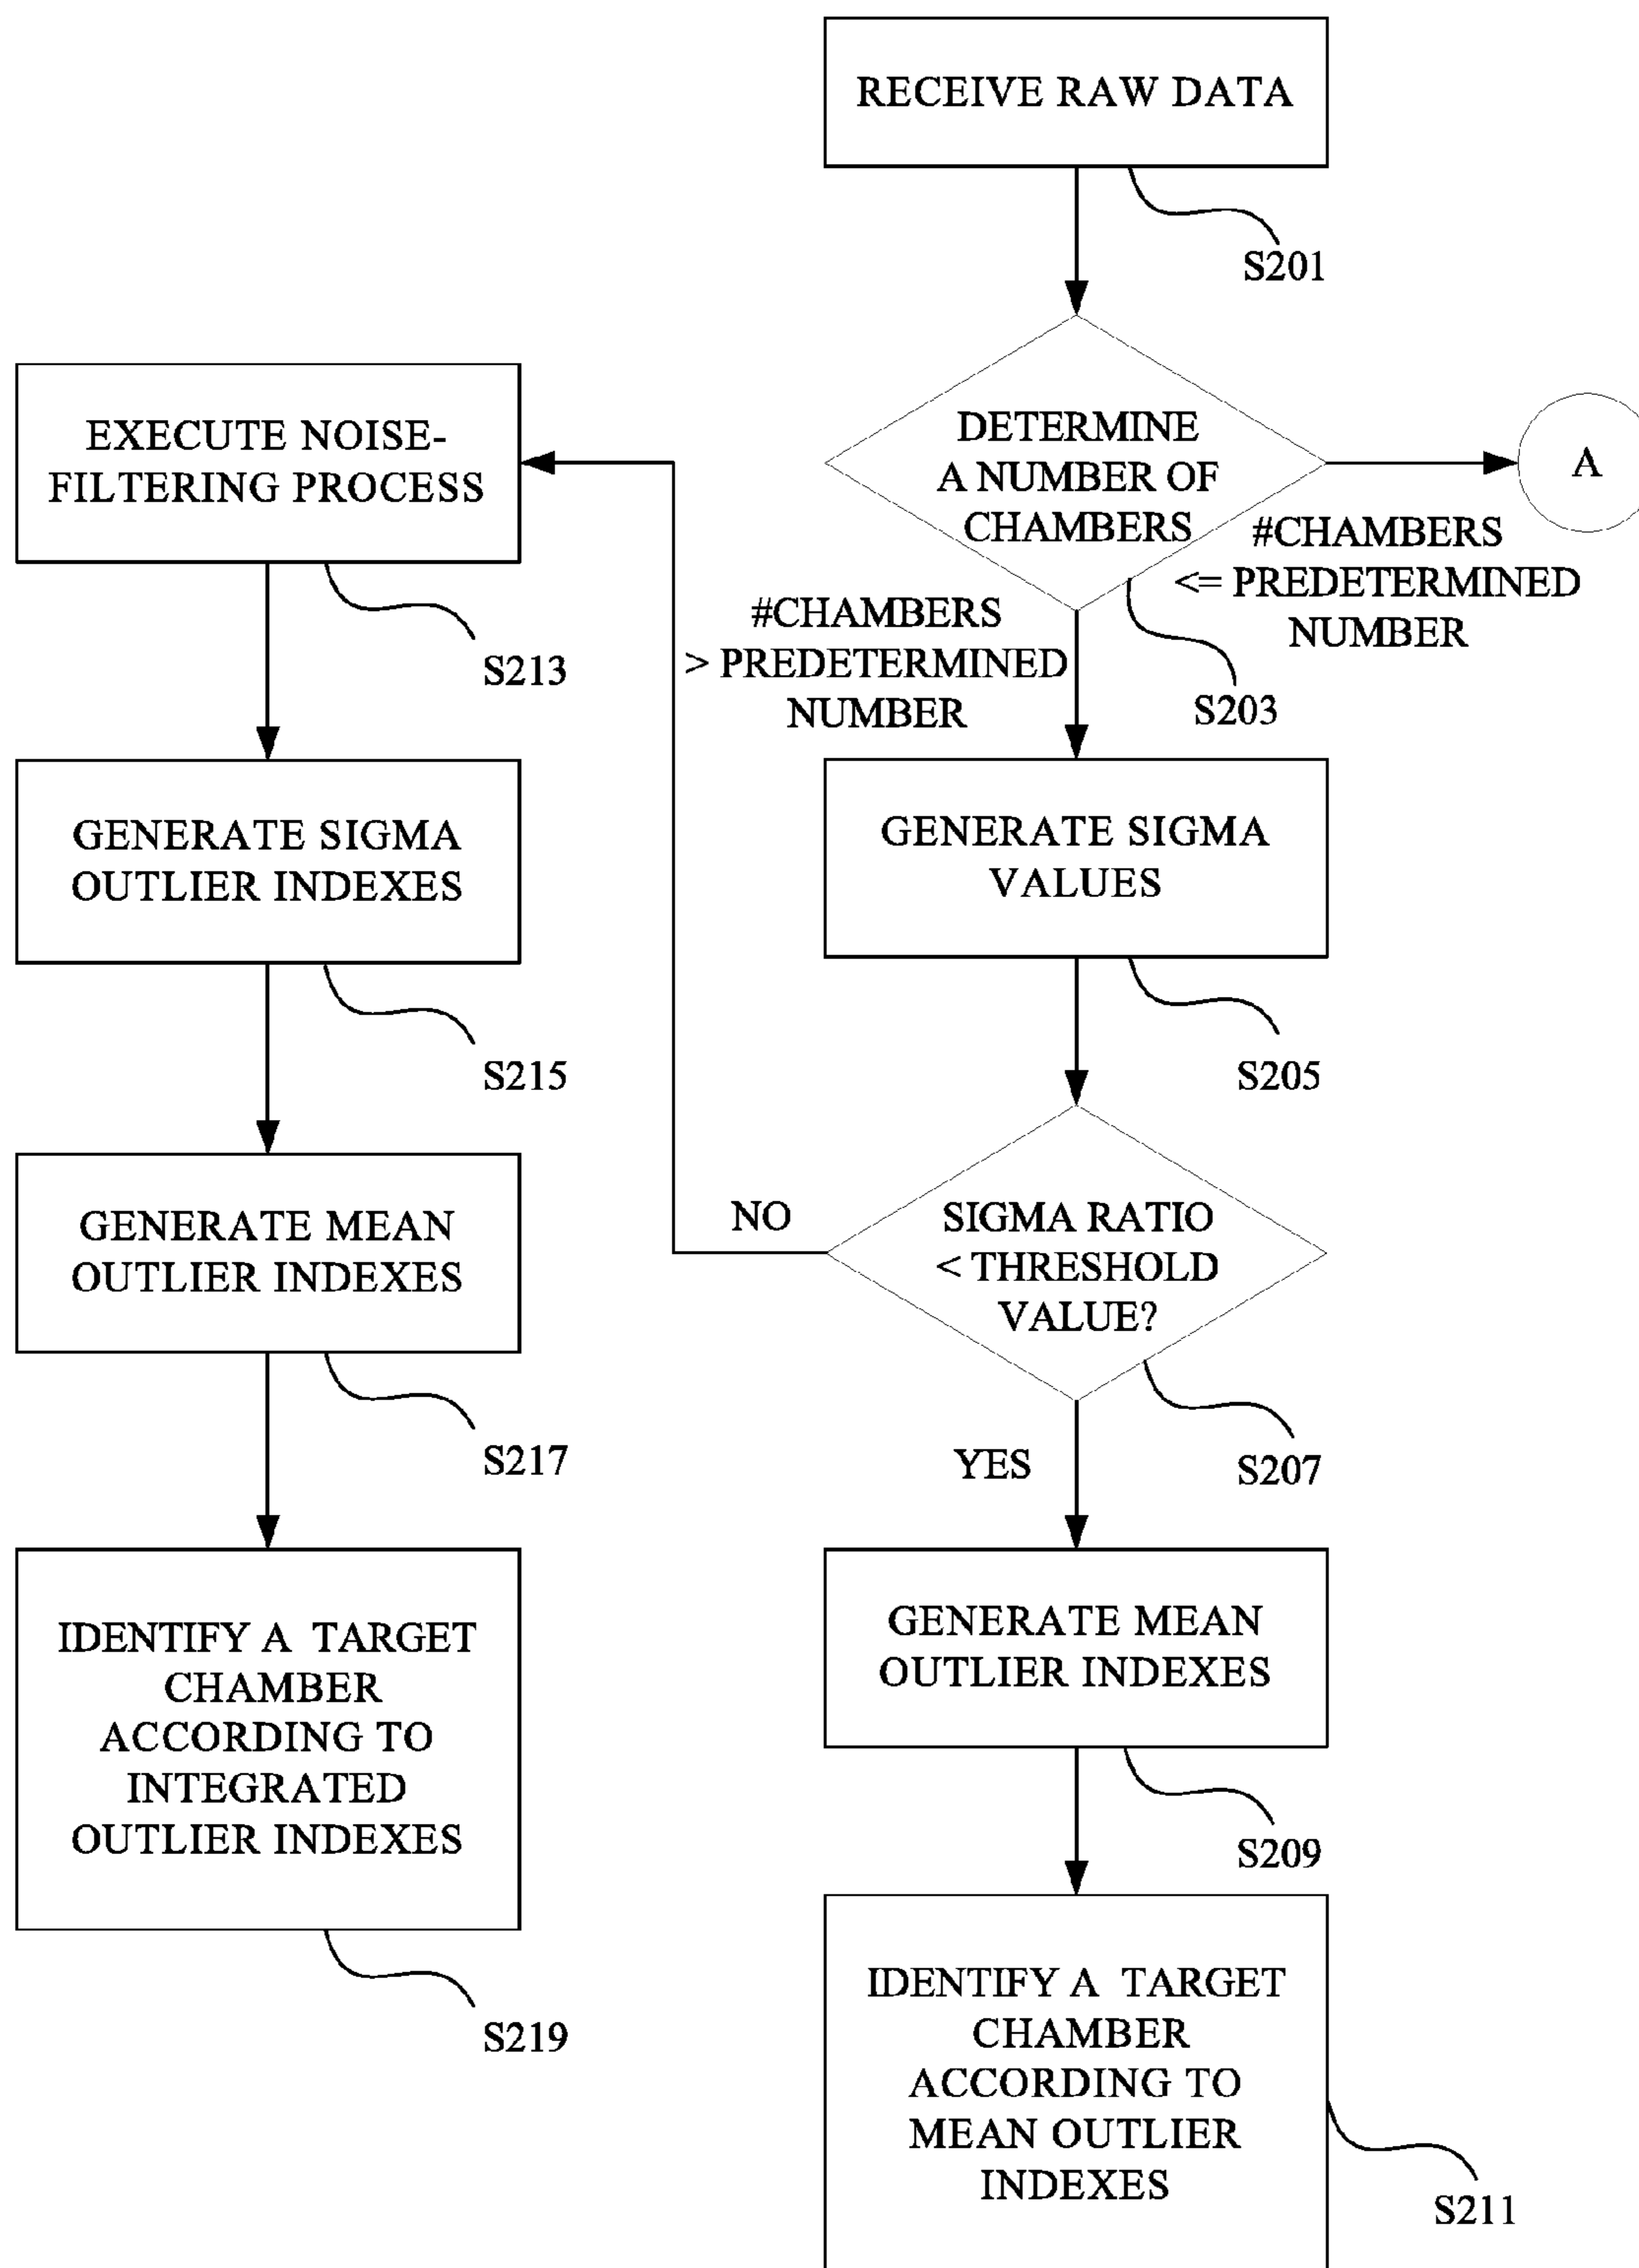 RECEIVE RAW DATA
S201
DETERMINE
A NUMBER OF
CHAMBERS
A
#CHAMBERS
<= PREDETERMINED
NUMBER
#CHAMBERS
> PREDETERMINED
NUMBER
S203
GENERATE SIGMA
VALUES
S205
SIGMA RATIO
< THRESHOLD
VALUE?
NO
YES
S207
GENERATE MEAN
OUTLIER INDEXES
S209
IDENTIFY A TARGET
CHAMBER
ACCORDING TO
MEAN OUTLIER
INDEXES
S211
EXECUTE NOISE-
FILTERING PROCESS
S213
GENERATE SIGMA
OUTLIER INDEXES
S215
GENERATE MEAN
OUTLIER INDEXES
S217
IDENTIFY A TARGET
CHAMBER
ACCORDING TO
INTEGRATED
OUTLIER INDEXES
S219